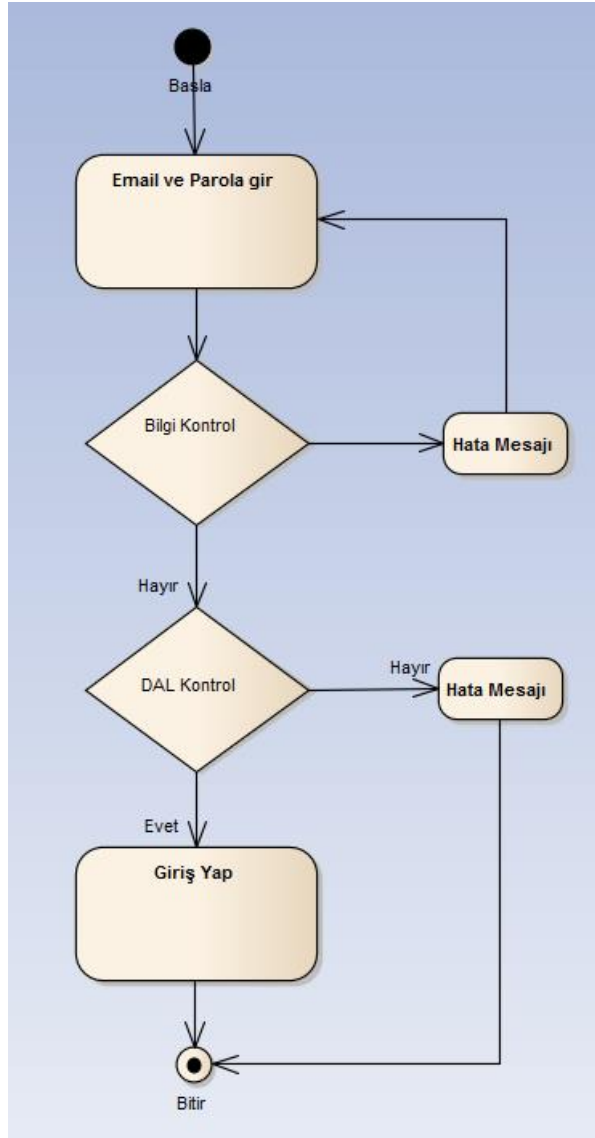 Basla
Email ve Parola gir
Bilgi Kontrol
Hata Mesajı
Hayır
DAL Kontrol
Hayır
Hata Mesajı
Evet
Giriş Yap
Bitir